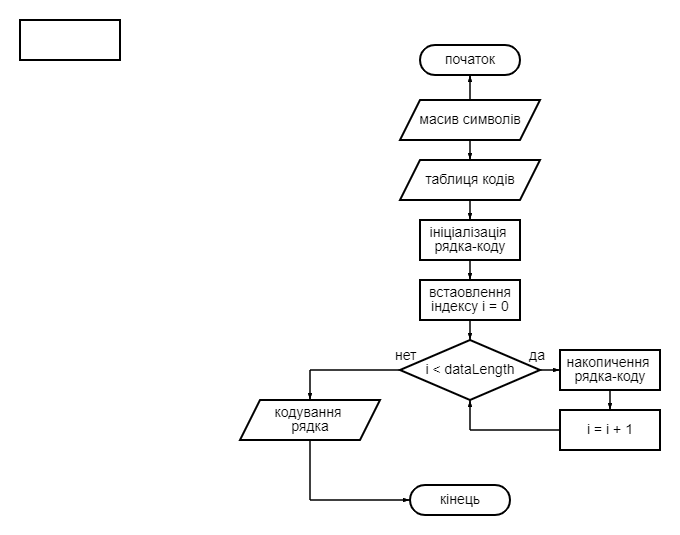 початок
масив символів
таблиця кодів
ініціалізація
рядка-коду
встаовлення
індексу i = 0
нет
i < dataLength
да
накопичення
рядка-коду
i = i + 1
кодування
рядка
кінець